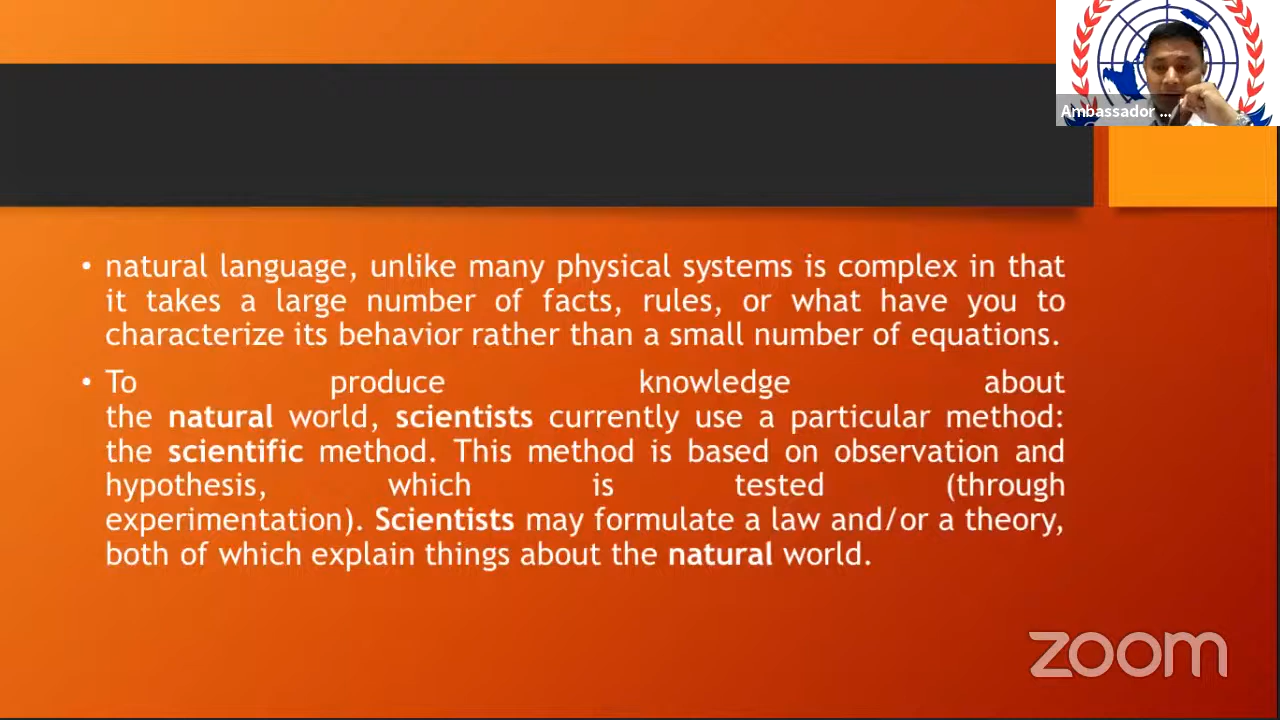 Ambassador ...
• natural language, unlike many physical systems is complex in that
it takes a large number of facts, rules, or what have you to
characterize its behavior rather than a small number of equations.
• To produce knowledge about
the natural world, scientists currently use a particular method:
the scientific method. This method is based on observation and
hypothesis, which is tested (through
experimentation). Scientists may formulate a law and/or a theory,
both of which explain things about the natural world.
zoom